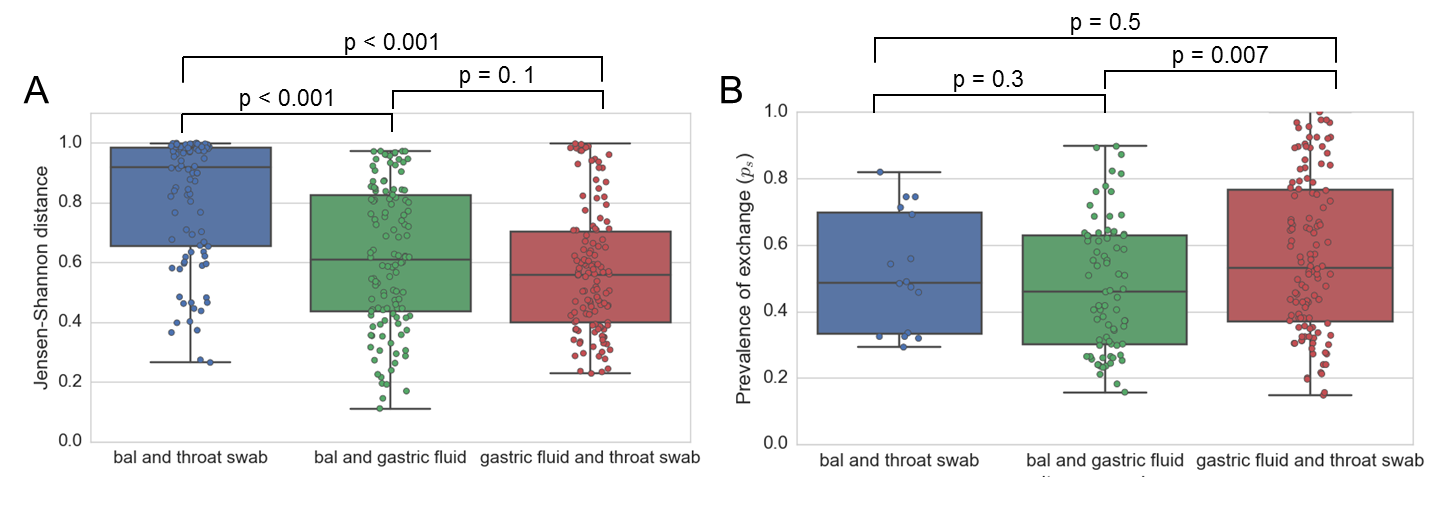 p < 0.001
p = 0. 1
p < 0.001
A
Jensen-Shannon distance
1.0
0.8
0.6
0.4
0.2
0.0
bal and throat swab
bal and gastric fluid
gastric fluid and throat swab
p = 0.5
p = 0.007
p = 0.3
B
Prevalence of exchange (pₛ)
1.0
0.8
0.6
0.4
0.2
0.0
bal and throat swab
bal and gastric fluid
gastric fluid and throat swab